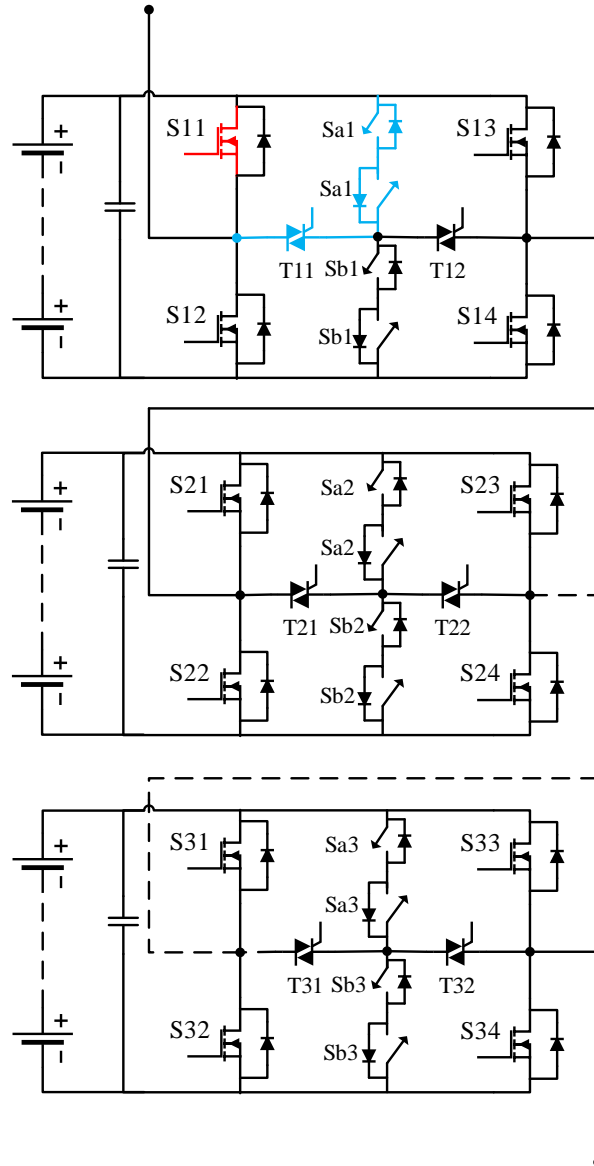 S11
Sa1
S13
+
Sa1
T11
T12
Sb1
+
S12
Sb1
S14
S21
Sa2
S23
+
Sa2
T21
Sb2
T22
+
S22
Sb2
S24
S31
Sa3
S33
+
Sa3
T31
Sb3
T32
+
S32
Sb3
S34